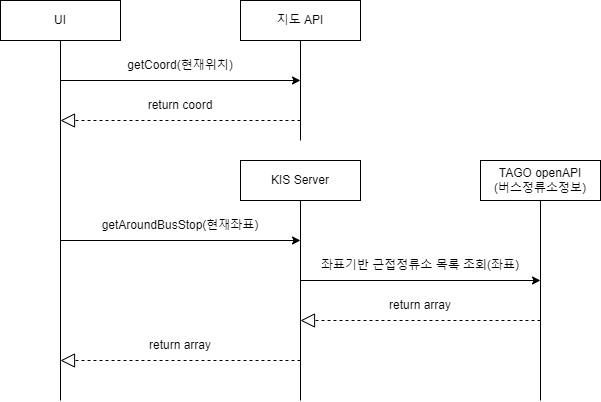 UI
지도 API
getCoord(현재위치)
return coord
KIS Server
TAGO openAPI
(버스정류소정보)
getAroundBusStop(현재좌표)
좌표기반 근접정류소 목록 조회(좌표)
return array
return array